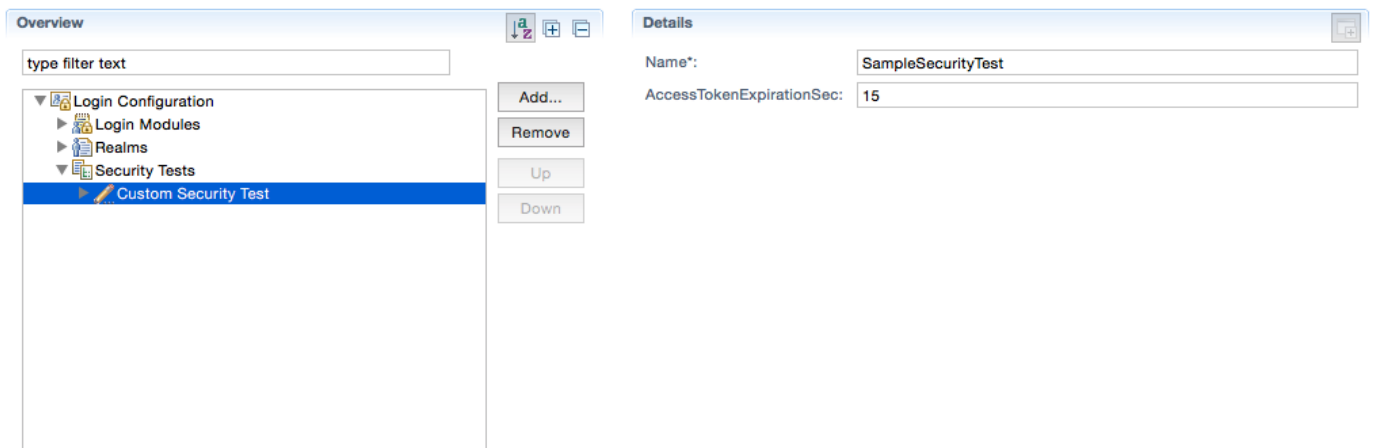 Overview
type filter text
Login Configuration
Login Modules
Realms
Security Tests
Custom Security Test
Add...
Remove
Up
Down
Details
Name*: SampleSecurityTest
AccessTokenExpirationSec: 15